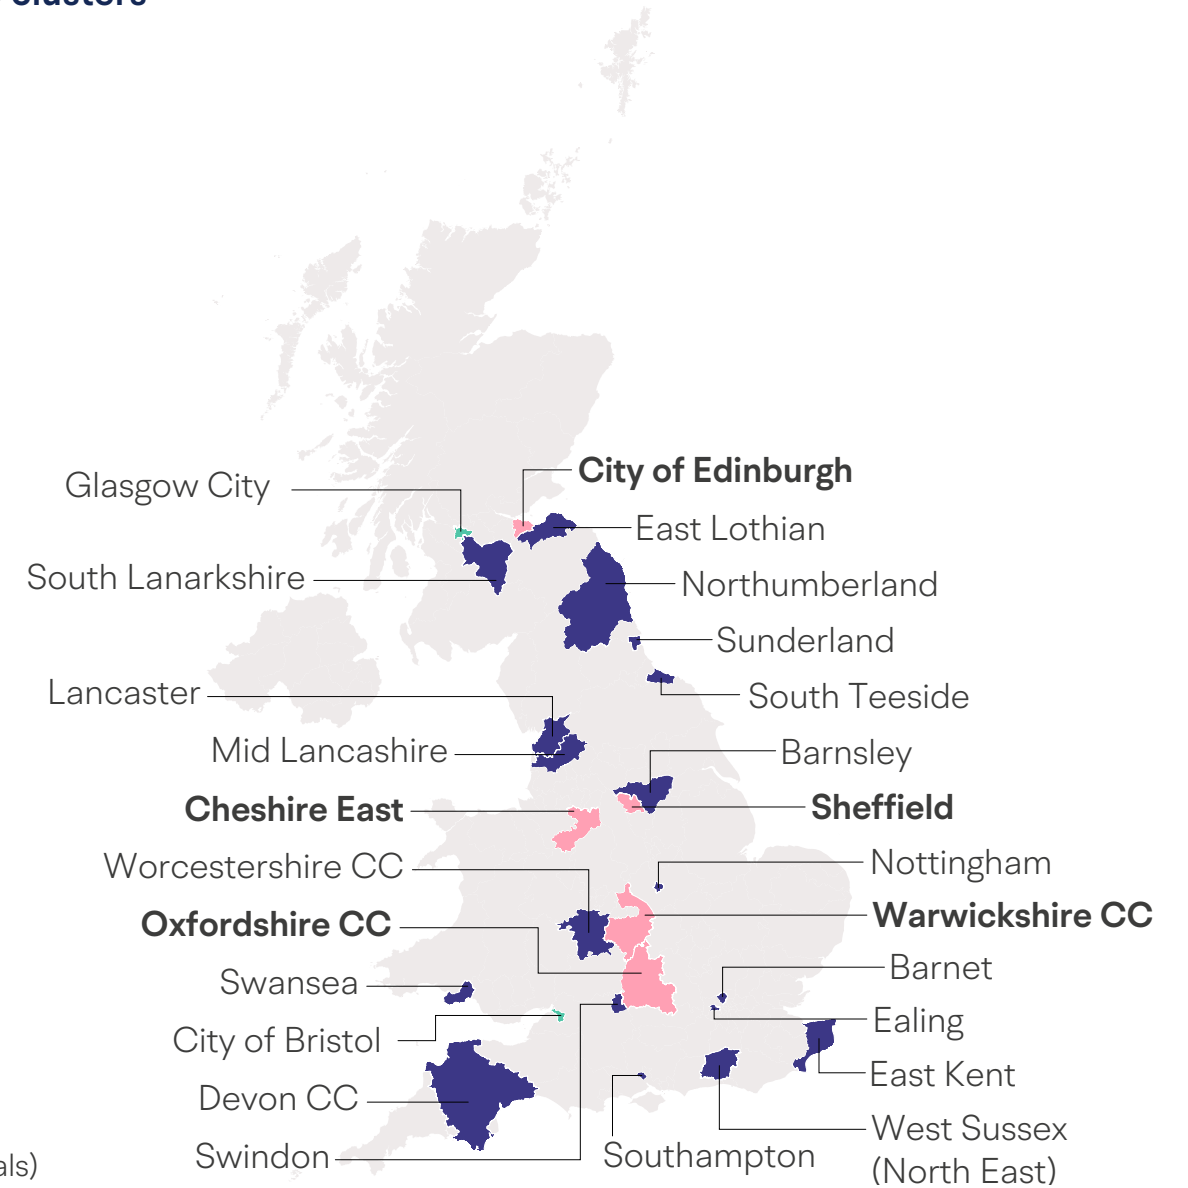 clusters
Glasgow City
City of Edinburgh
East Lothian
South Lanarkshire
Northumberland
Sunderland
Lancaster
South Teeside
Mid Lancashire
Barnsley
Cheshire East
Sheffield
Worcestershire CC
Nottingham
Oxfordshire CC
Warwickshire CC
Swansea
Barnet
City of Bristol
Ealing
Devon CC
East Kent
Swindon
Southampton
West Sussex
(North East)
als)